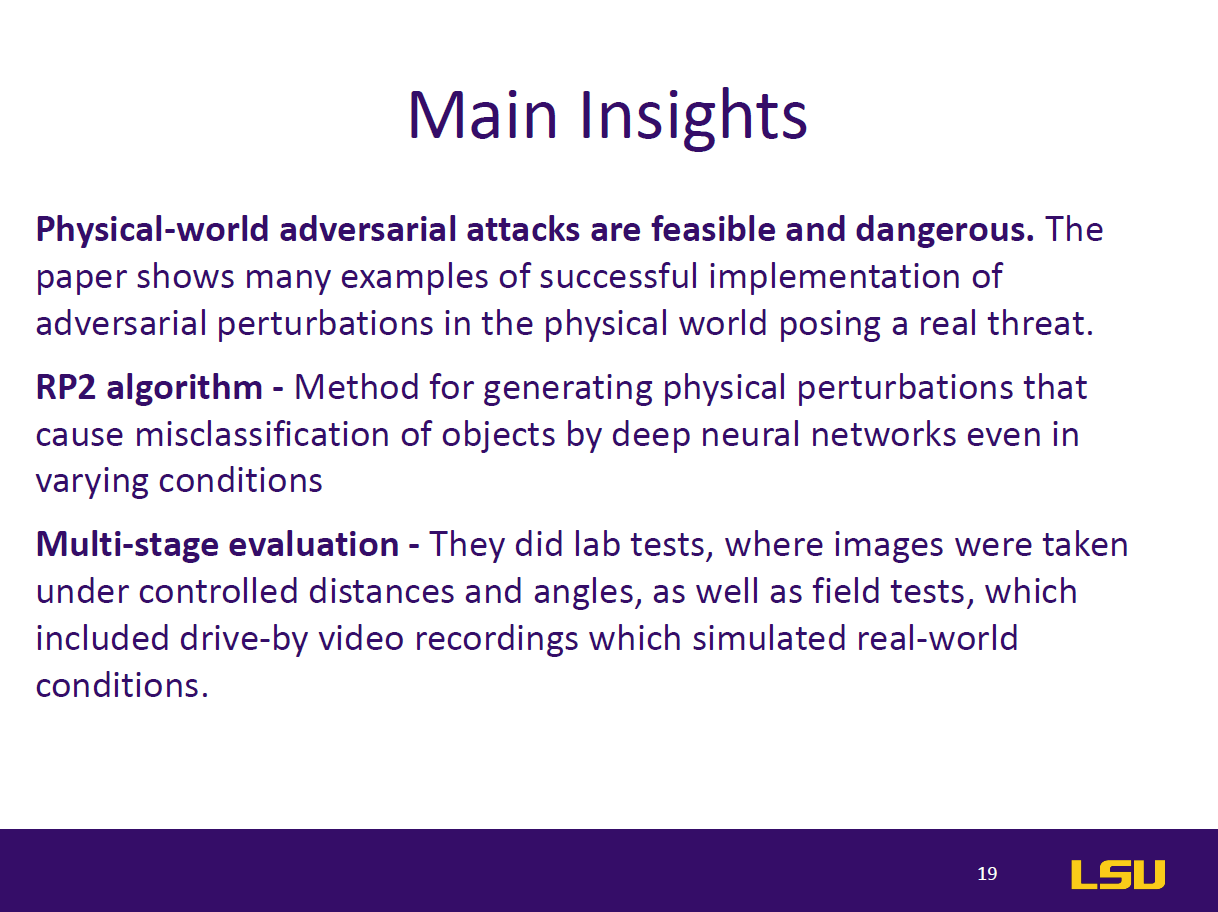 Main Insights
Physical-world adversarial attacks are feasible and dangerous. The
paper shows many examples of successful implementation of
adversarial perturbations in the physical world posing a real threat.
RP2 algorithm - Method for generating physical perturbations that
cause misclassification of objects by deep neural networks even in
varying conditions
Multi-stage evaluation - They did lab tests, where images were taken
under controlled distances and angles, as well as field tests, which
included drive-by video recordings which simulated real-world
conditions.
19
LSU